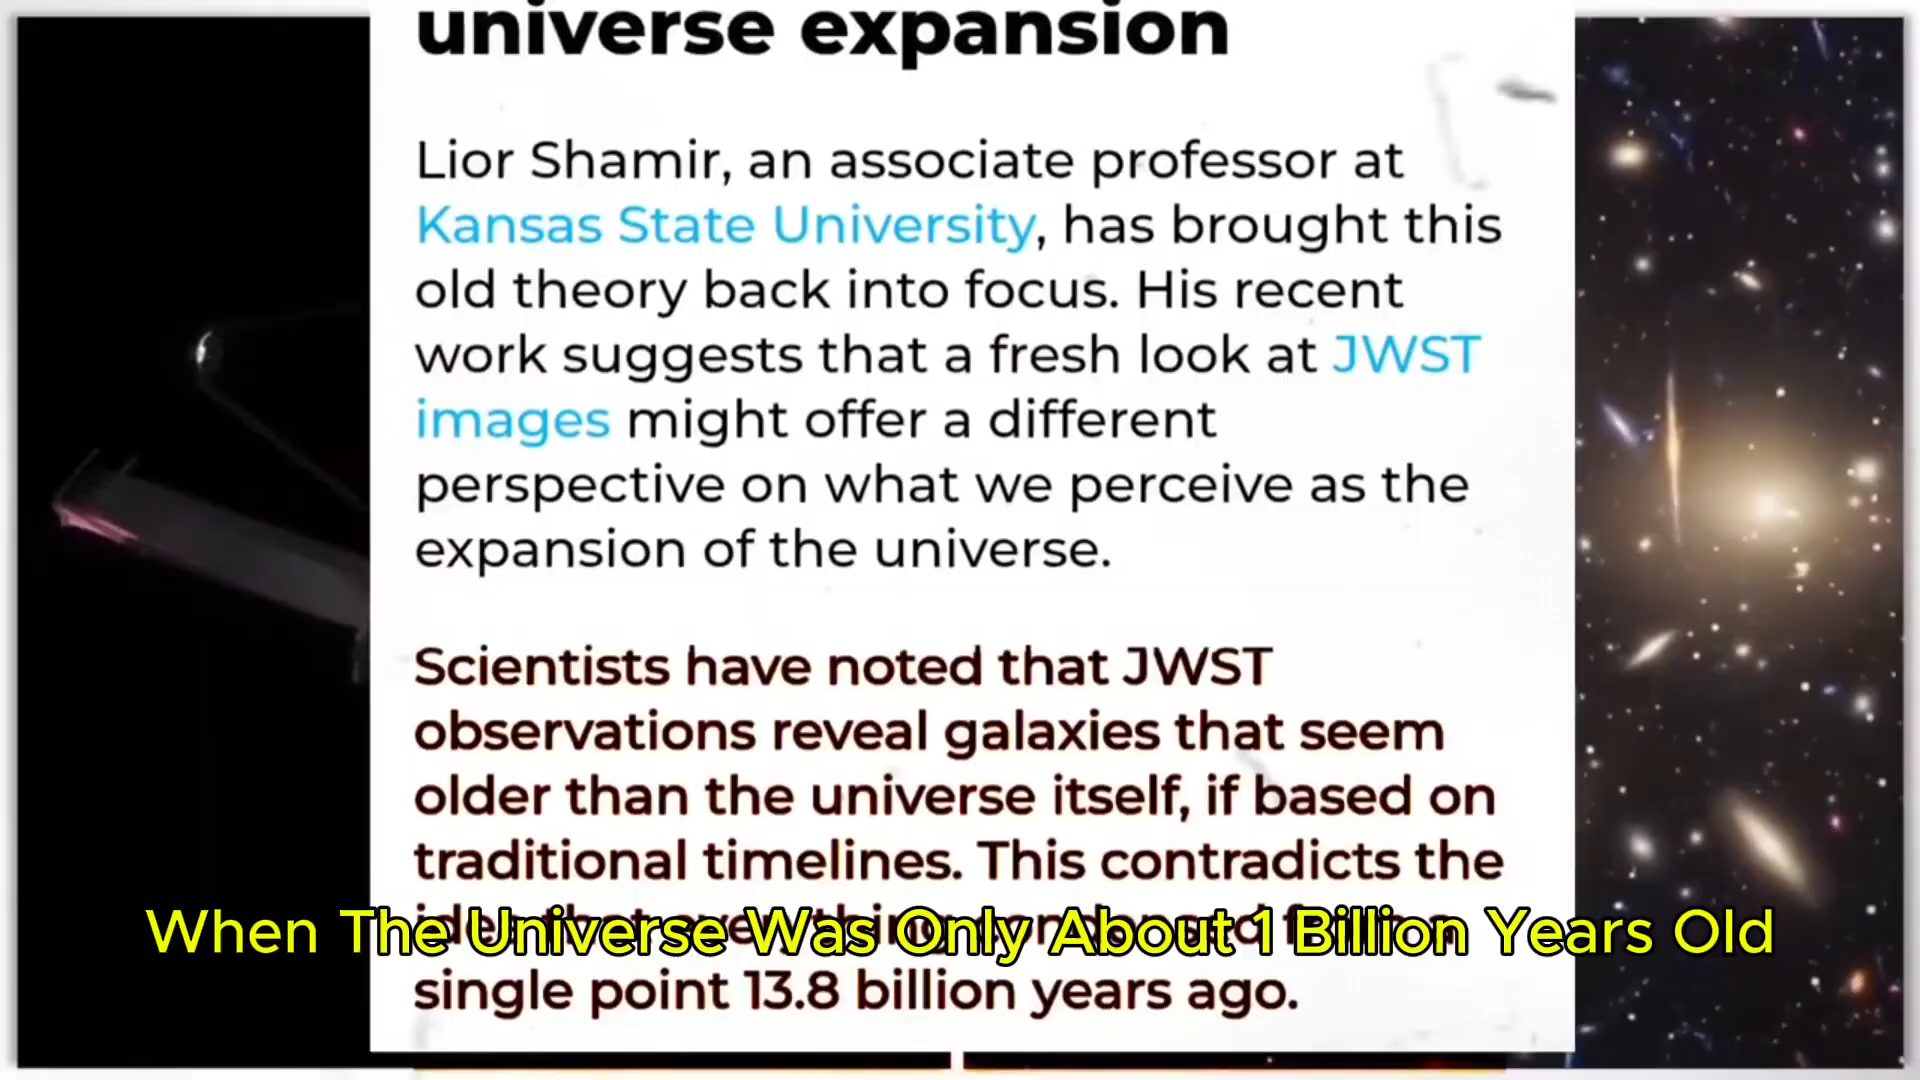 universe expansion
Lior Shamir, an associate professor at
Kansas State University, has brought this
old theory back into focus. His recent
work suggests that a fresh look at JWST
images might offer a different
perspective on what we perceive as the
expansion of the universe.
Scientists have noted that JWST
observations reveal galaxies that seem
older than the universe itself, if based on
traditional timelines. This contradicts the
When The Universe Was Only About 1 Billion Years Old
single point 13.8 billion years ago.